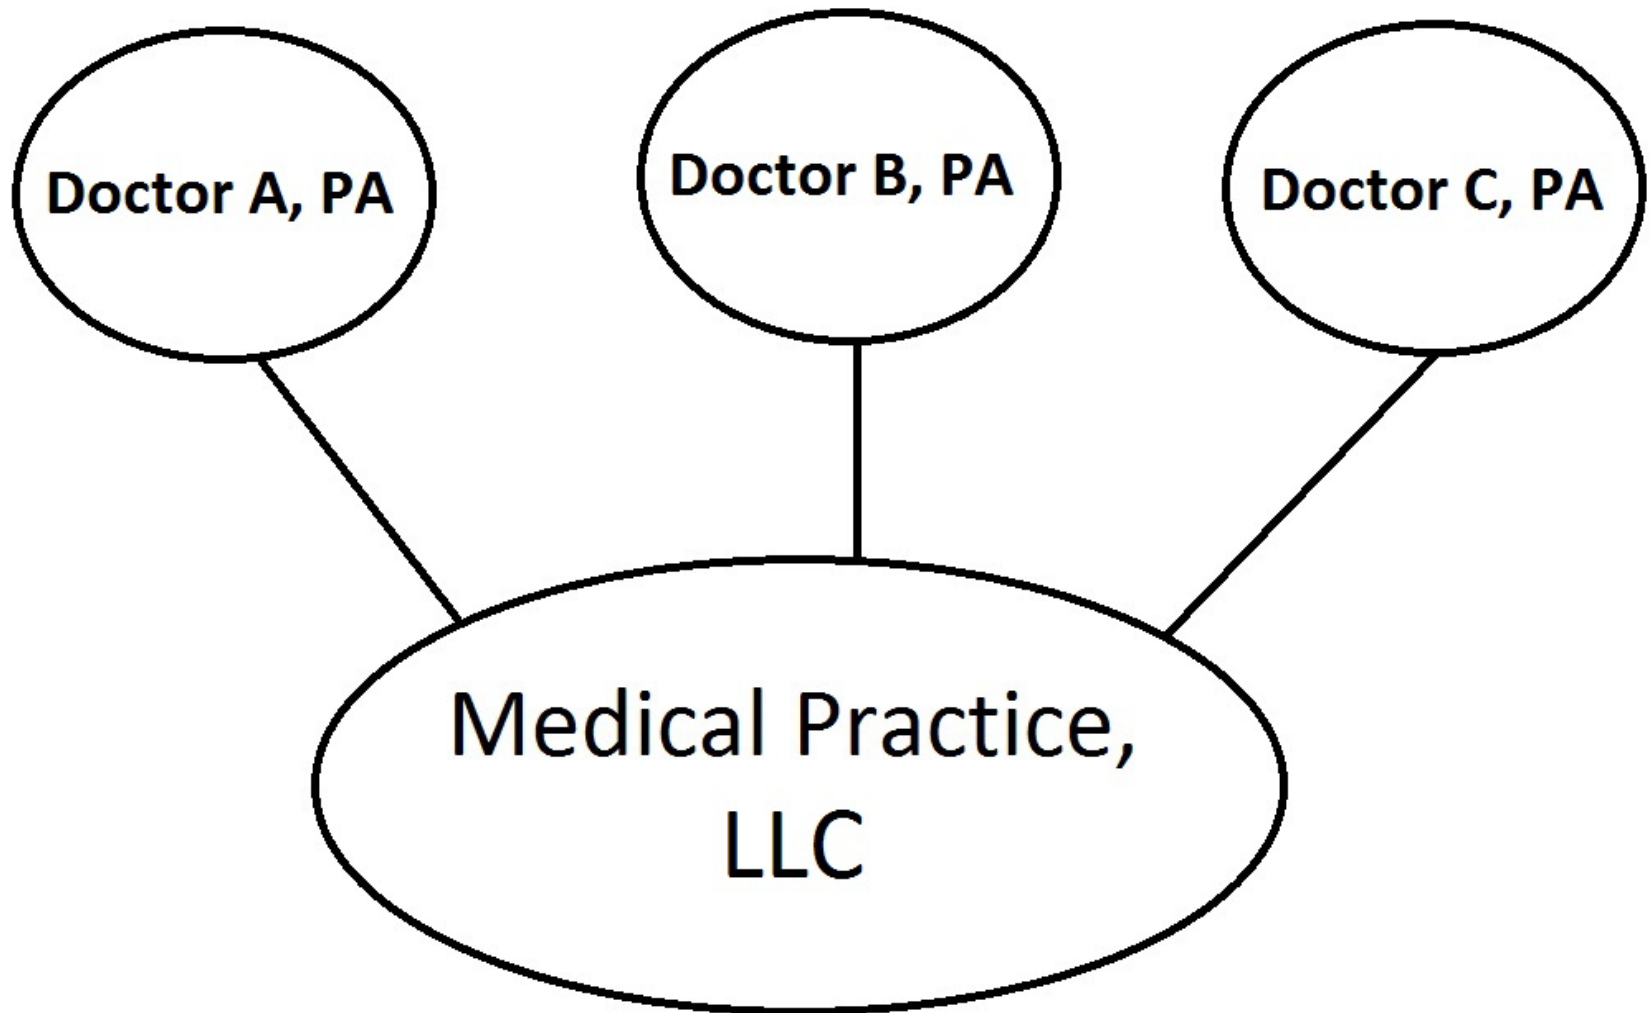 Doctor A, PA
Doctor B, PA
Doctor C, PA
Medical Practice,
LLC